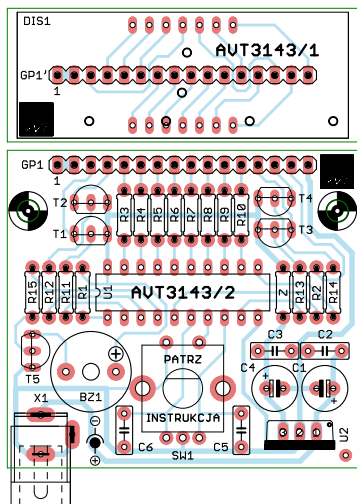 DIS1
AVT3143/1
GP1'
1
GP1
1
T2
T1
R3
R4
R5
R6
R7
R8
R9
R10
T4
T3
R15
R12
R11
R1
U1
AVT3143/2
Z
R13
R2
R14
T5
BZ1
PATRZ
INSTRUKCJA
SW1
C3
C2
C4
C1
X1
C6
C5
U2